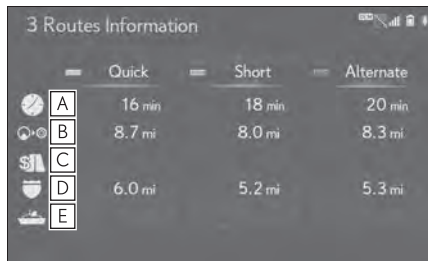 3 Routes Information
Quick Short Alternate
A 16 min 18 min 20 min
B 8.7 mi 8.0 mi 8.3 mi
$ C
D 6.0 mi 5.2 mi 5.3 mi
E